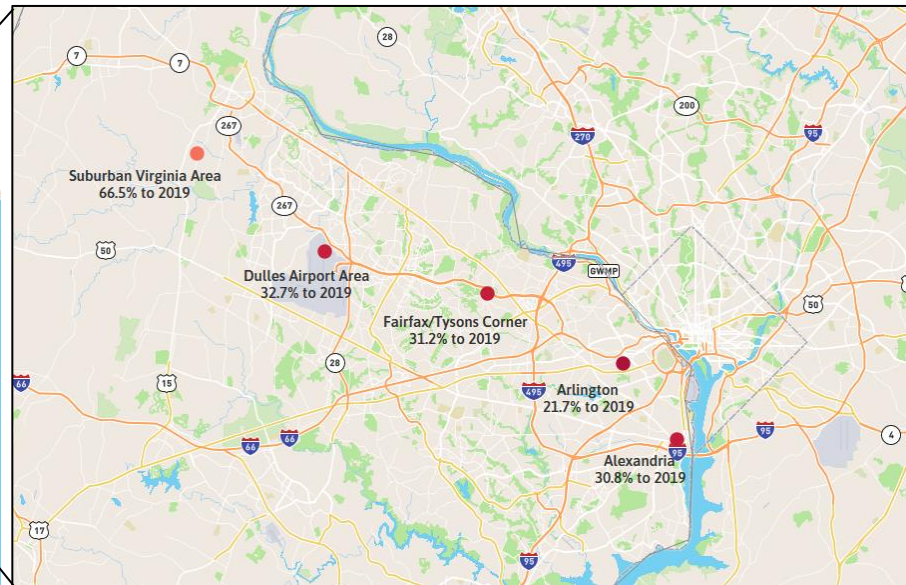 28
7
7
200
270
95
267
Suburban Virginia Area
66.5% to 2019
267
50
Dulles Airport Area
32.7% to 2019
495
GWMP
50
Fairfax/Tysons Corner
31.2% to 2019
28
66
15
495
Arlington
21.7% to 2019
66
66
95
4
95
Alexandria
30.8% to 2019
17
95